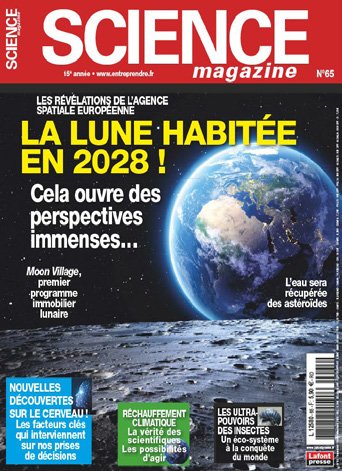 SCIENCE
magazine
SCIENCE
magazine
15e année • www.entreprendre.fr
N°65
LES RÉVÉLATIONS DE L'AGENCE
SPATIALE EUROPÉENNE
LA LUNE HABITÉE
EN 2028 !
Cela ouvre des
perspectives
immenses...
Moon Village,
premier
programme
immobilier
lunaire
L'eau sera
récupérée
des astéroïdes
NOUVELLES
DÉCOUVERTES
SUR LE CERVEAU !
Les facteurs clés
qui interviennent
sur nos prises
de décisions
RÉCHAUFFEMENT
CLIMATIQUE
La vérité des
scientifiques
Les possibilités
d'agir
LES ULTRA-
POUVOIRS
DES INSECTES
Un éco-système
à la conquête
du monde
Lafont
presse